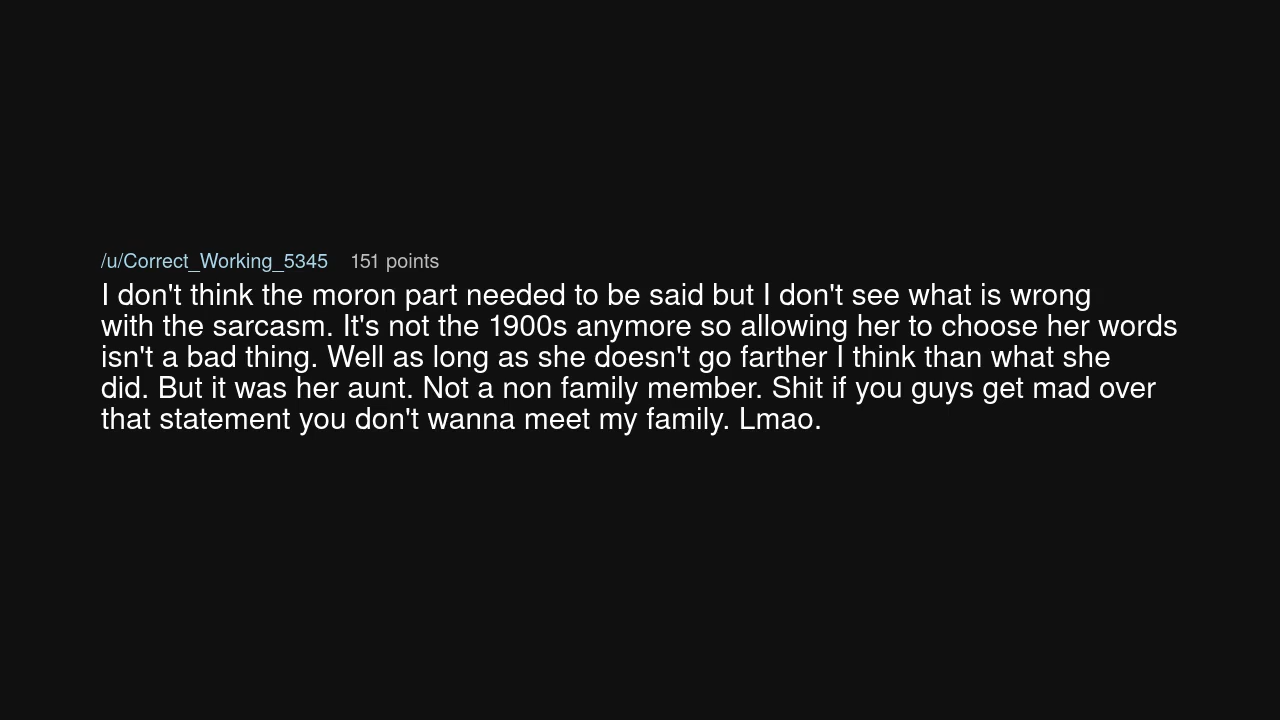 /u/Correct_Working_5345 151 points
I don't think the moron part needed to be said but I don't see what is wrong
with the sarcasm. It's not the 1900s anymore so allowing her to choose her words
isn't a bad thing. Well as long as she doesn't go farther I think than what she
did. But it was her aunt. Not a non family member. Shit if you guys get mad over
that statement you don't wanna meet my family. Lmao.